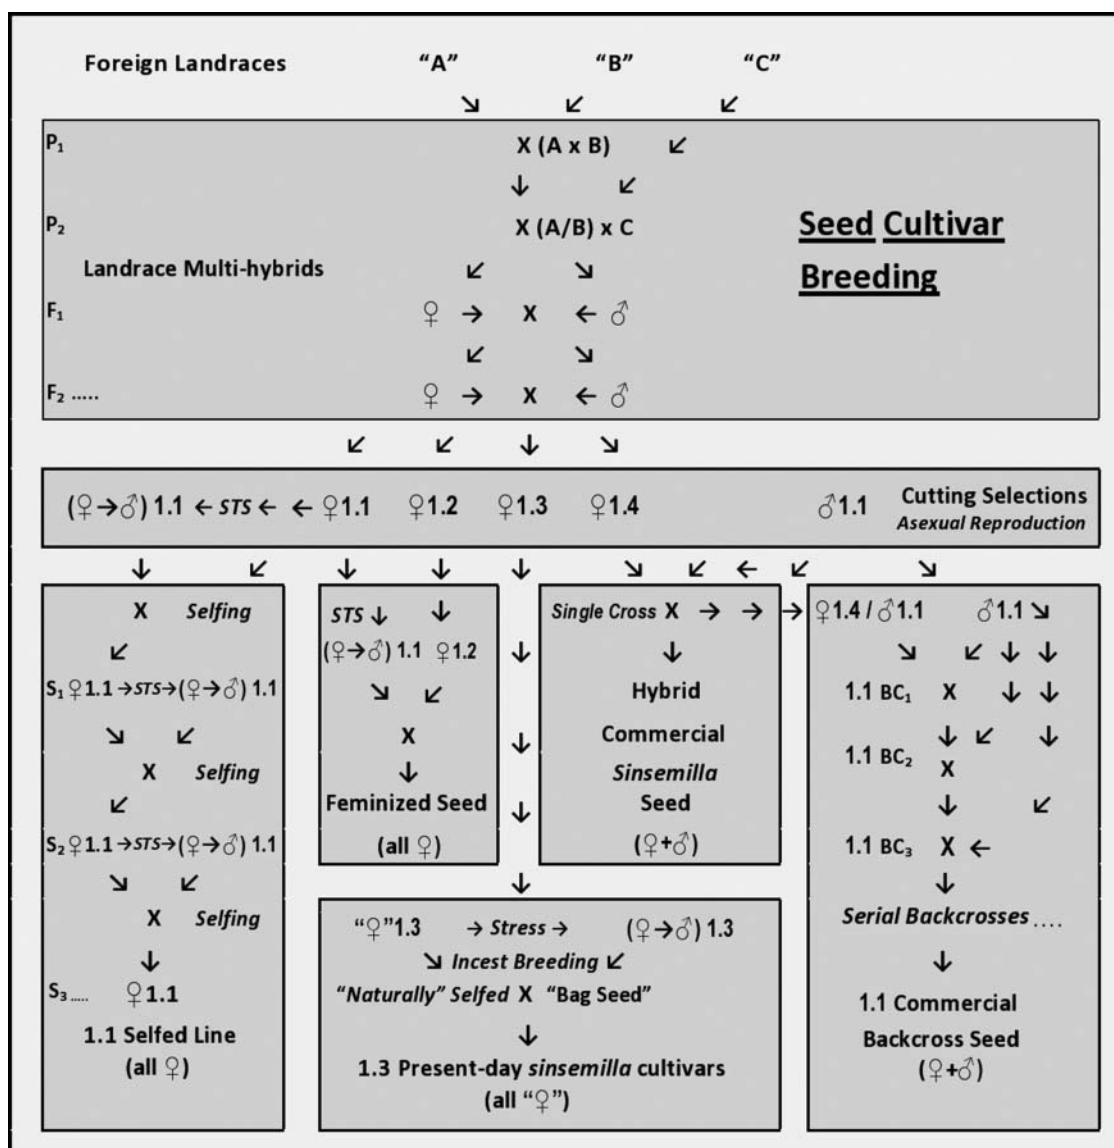 Foreign Landraces “A” “B” “C”
↘ ↙ ↙
P₁ X (A x B) ↙
↓ ↙
P₂ X (A/B) x C
Seed Cultivar
Breeding
Landrace Multi-hybrids ↙ ↘
F₁ ♀ → X ← ♂
↙ ↘
F₂ ..... ♀ → X ← ♂
↙ ↙ ↓ ↘
(♀→♂) 1.1 ← STS ← ← ♀1.1 ♀1.2 ♀1.3 ♀1.4 ♂1.1 Cutting Selections
Asexual Reproduction
↓ ↙ ↓ ↓ ↓ ↘ ↙ ← ↙ ↘
X Selfing
↙
S₁ ♀1.1 →STS→(♀→♂) 1.1
↘ ↙
X Selfing
↙
S₂ ♀1.1 →STS→(♀→♂) 1.1
↘ ↙
X Selfing
↓
S₃ ..... ♀1.1
1.1 Selfed Line
(all ♀)
STS ↓ ↓
(♀→♂) 1.1 ♀1.2
↘ ↙
X
↓
Feminized Seed
(all ♀)
↓
↓
↓
↓
Single Cross X → → → ♀1.4 / ♂1.1 ♂1.1 ↘
↓
Hybrid
Commercial
Sinsemilla
Seed
(♀+♂)
↘ ↙ ↓ ↓
1.1 BC₁ X ↓ ↓
↓ ↙ ↓
1.1 BC₂ X
↓ ↙
1.1 BC₃ X ←
↓
Serial Backcrosses ....
↓
1.1 Commercial
Backcross Seed
(♀+♂)
“♀”1.3 → Stress → (♀→♂) 1.3
↘ Incest Breeding ↙
“Naturally” Selfed X “Bag Seed”
↓
1.3 Present-day sinsemilla cultivars
(all “♀”)